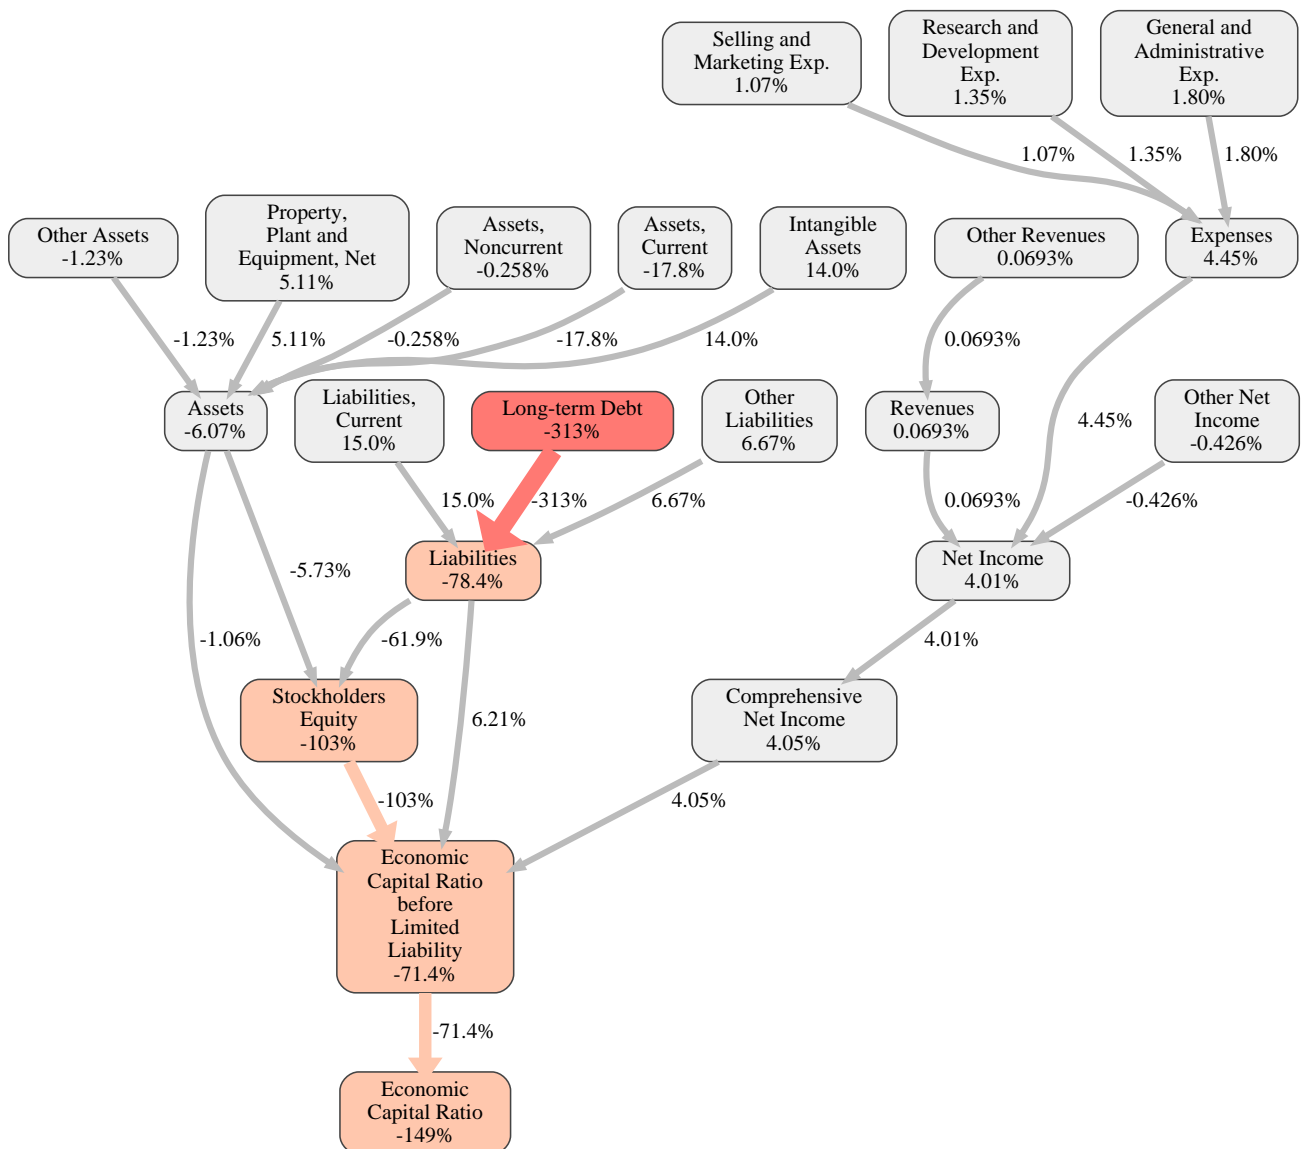 Selling and
Marketing Exp.
1.07%
Research and
Development
Exp.
1.35%
General and
Administrative
Exp.
1.80%
1.07%
1.35%
1.80%
Other Assets
-1.23%
Property,
Plant and
Equipment, Net
5.11%
Assets,
Noncurrent
-0.258%
Assets,
Current
-17.8%
Intangible
Assets
14.0%
Other Revenues
0.0693%
Expenses
4.45%
-1.23%
5.11%
-0.258%
-17.8%
14.0%
0.0693%
Assets
-6.07%
Liabilities,
Current
15.0%
Long-term Debt
-313%
Other
Liabilities
6.67%
Revenues
0.0693%
4.45%
Other Net
Income
-0.426%
15.0%
-313%
6.67%
0.0693%
-0.426%
Liabilities
-78.4%
Net Income
4.01%
-5.73%
-1.06%
-61.9%
4.01%
Stockholders
Equity
-103%
6.21%
Comprehensive
Net Income
4.05%
-103%
4.05%
Economic
Capital Ratio
before
Limited
Liability
-71.4%
-71.4%
Economic
Capital Ratio
-149%